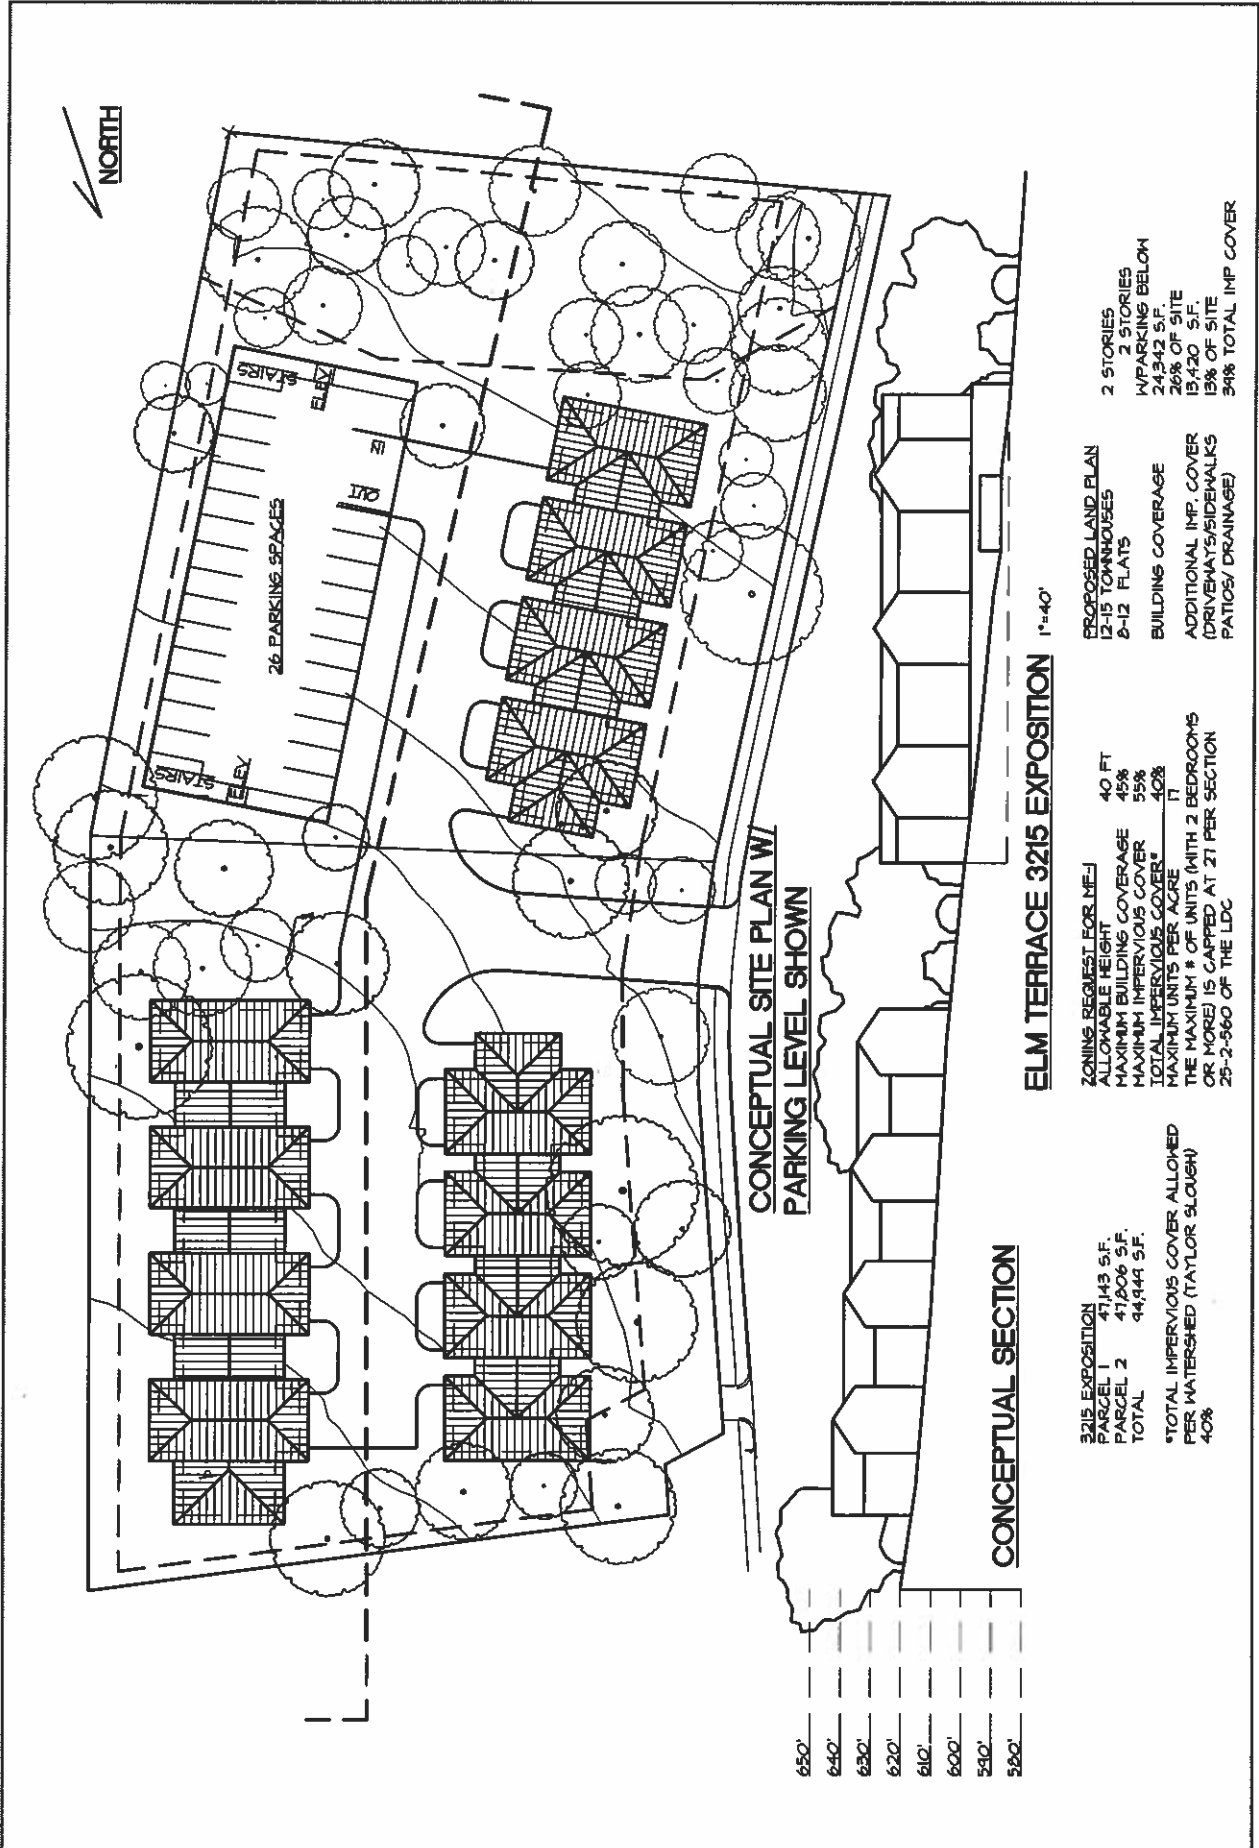 NORTH
STAIRS
ELEV
26 PARKING SPACES
STAIRS
ELEV
IN
OUT
CONCEPTUAL SITE PLAN W/
PARKING LEVEL SHOWN
650'
640'
630'
620'
610'
600'
590'
580'
CONCEPTUAL SECTION
ELM TERRACE 3215 EXPOSITION 1"=40'
3215 EXPOSITION
PARCEL 1 47,143 S.F.
PARCEL 2 47,806 S.F.
TOTAL 94,949 S.F.
*TOTAL IMPERVIOUS COVER ALLOWED
PER WATERSHED (TAYLOR SLOUGH)
40%
ZONING REQUEST FOR MF-1
ALLOWABLE HEIGHT 40 FT
MAXIMUM BUILDING COVERAGE 45%
MAXIMUM IMPERVIOUS COVER 55%
TOTAL IMPERVIOUS COVER* 40%
MAXIMUM UNITS PER ACRE 17
THE MAXIMUM # OF UNITS (WITH 2 BEDROOMS
OR MORE) IS CAPPED AT 27 PER SECTION
25-2-560 OF THE LDC
PROPOSED LAND PLAN
12-15 TOWNHOUSES 2 STORIES
8-12 FLATS 2 STORIES
W/PARKING BELOW
BUILDING COVERAGE 24,342 S.F.
26% OF SITE
ADDITIONAL IMP. COVER 13,420 S.F.
(DRIVEWAYS/SIDEWALKS 13% OF SITE
PATIOS/ DRAINAGE) 39% TOTAL IMP COVER